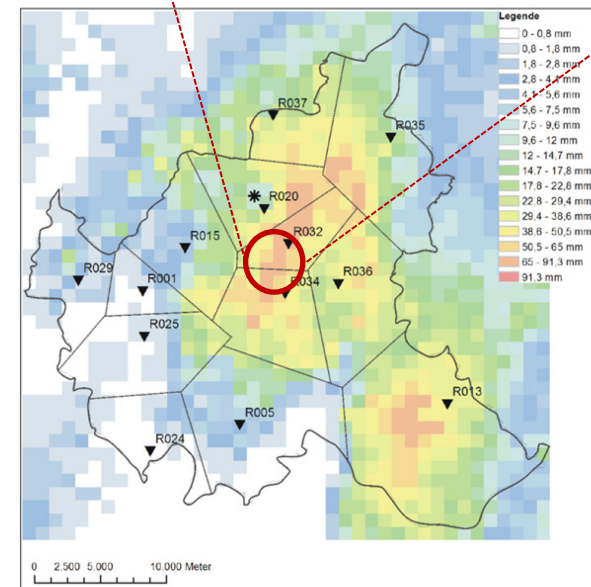 Legende
0 - 0,8 mm
0,8 - 1,8 mm
1,8 - 2,8 mm
2,8 - 4,1 mm
4,1 - 5,6 mm
5,6 - 7,5 mm
7,5 - 9,6 mm
9,6 - 12 mm
12 - 14,7 mm
14,7 - 17,8 mm
17,8 - 22,8 mm
22,8 - 29,4 mm
29,4 - 38,6 mm
38,6 - 50,5 mm
50,5 - 65 mm
65 - 91,3 mm
91,3 mm
R037
R035
R020
R032
R015
R029
R001
R034
R036
R025
R013
R005
R024
0 2.500 5.000 10.000 Meter